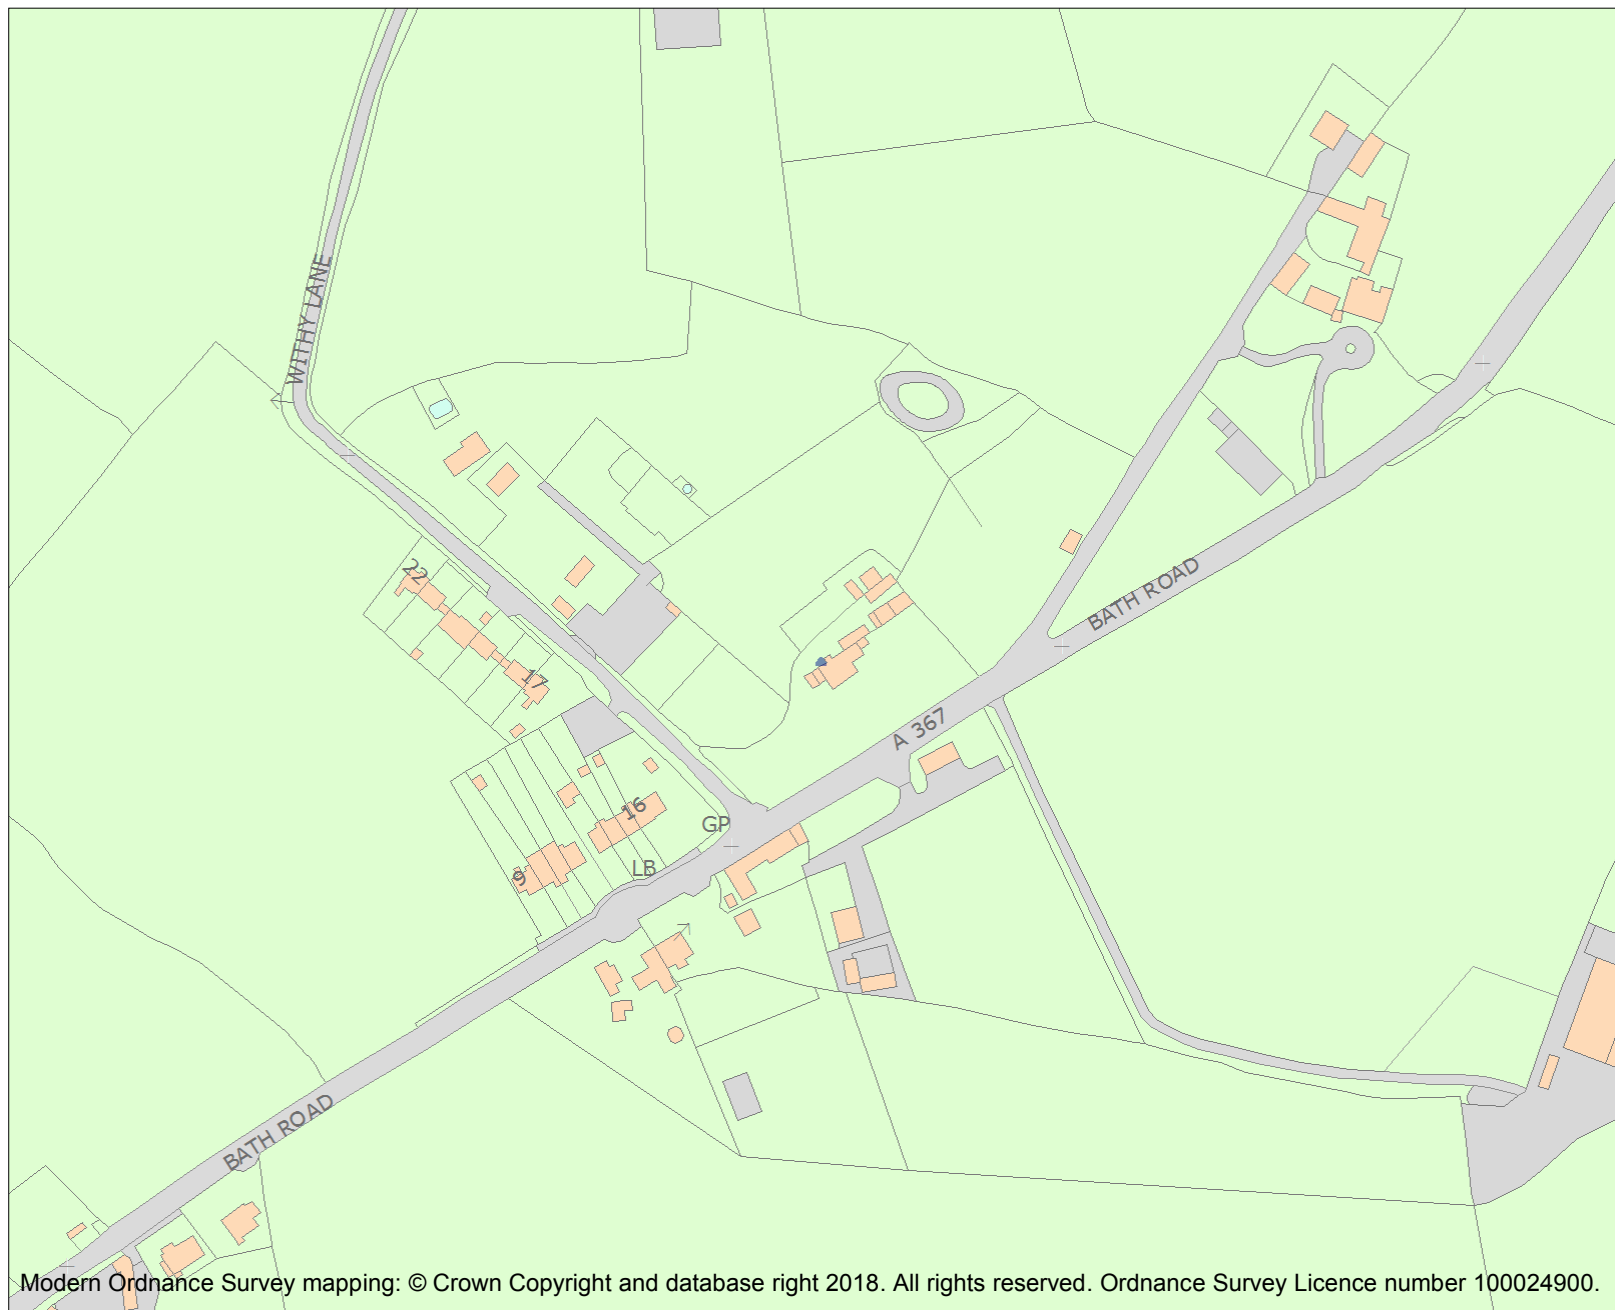 WITHY LANE
22
BATH ROAD
17
A 367
16
GP
LB
9
BATH ROAD
Modern Ordnance Survey mapping: © Crown Copyright and database right 2018. All rights reserved. Ordnance Survey Licence number 100024900.